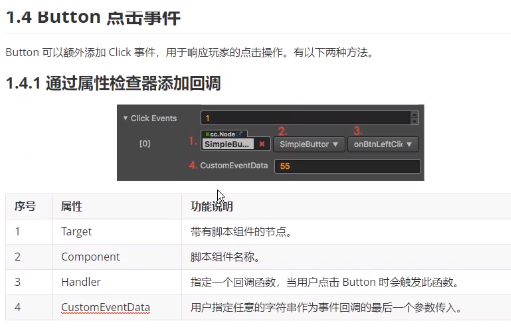 1.4 Button 点击事件
Button 可以额外添加 Click 事件，用于响应玩家的点击操作。有以下两种方法。
1.4.1 通过属性检查器添加回调
Click Events 1
cc.Node 2. 3.
[0] 1. SimpleBu... SimpleButtor onBtnLeftClic
4. CustomEventData 55
序号 属性 功能说明
1 Target 带有脚本组件的节点。
2 Component 脚本组件名称。
3 Handler 指定一个回调函数，当用户点击 Button 时会触发此函数。
4 CustomEventData 用户指定任意的字符串作为事件回调的最后一个参数传入。